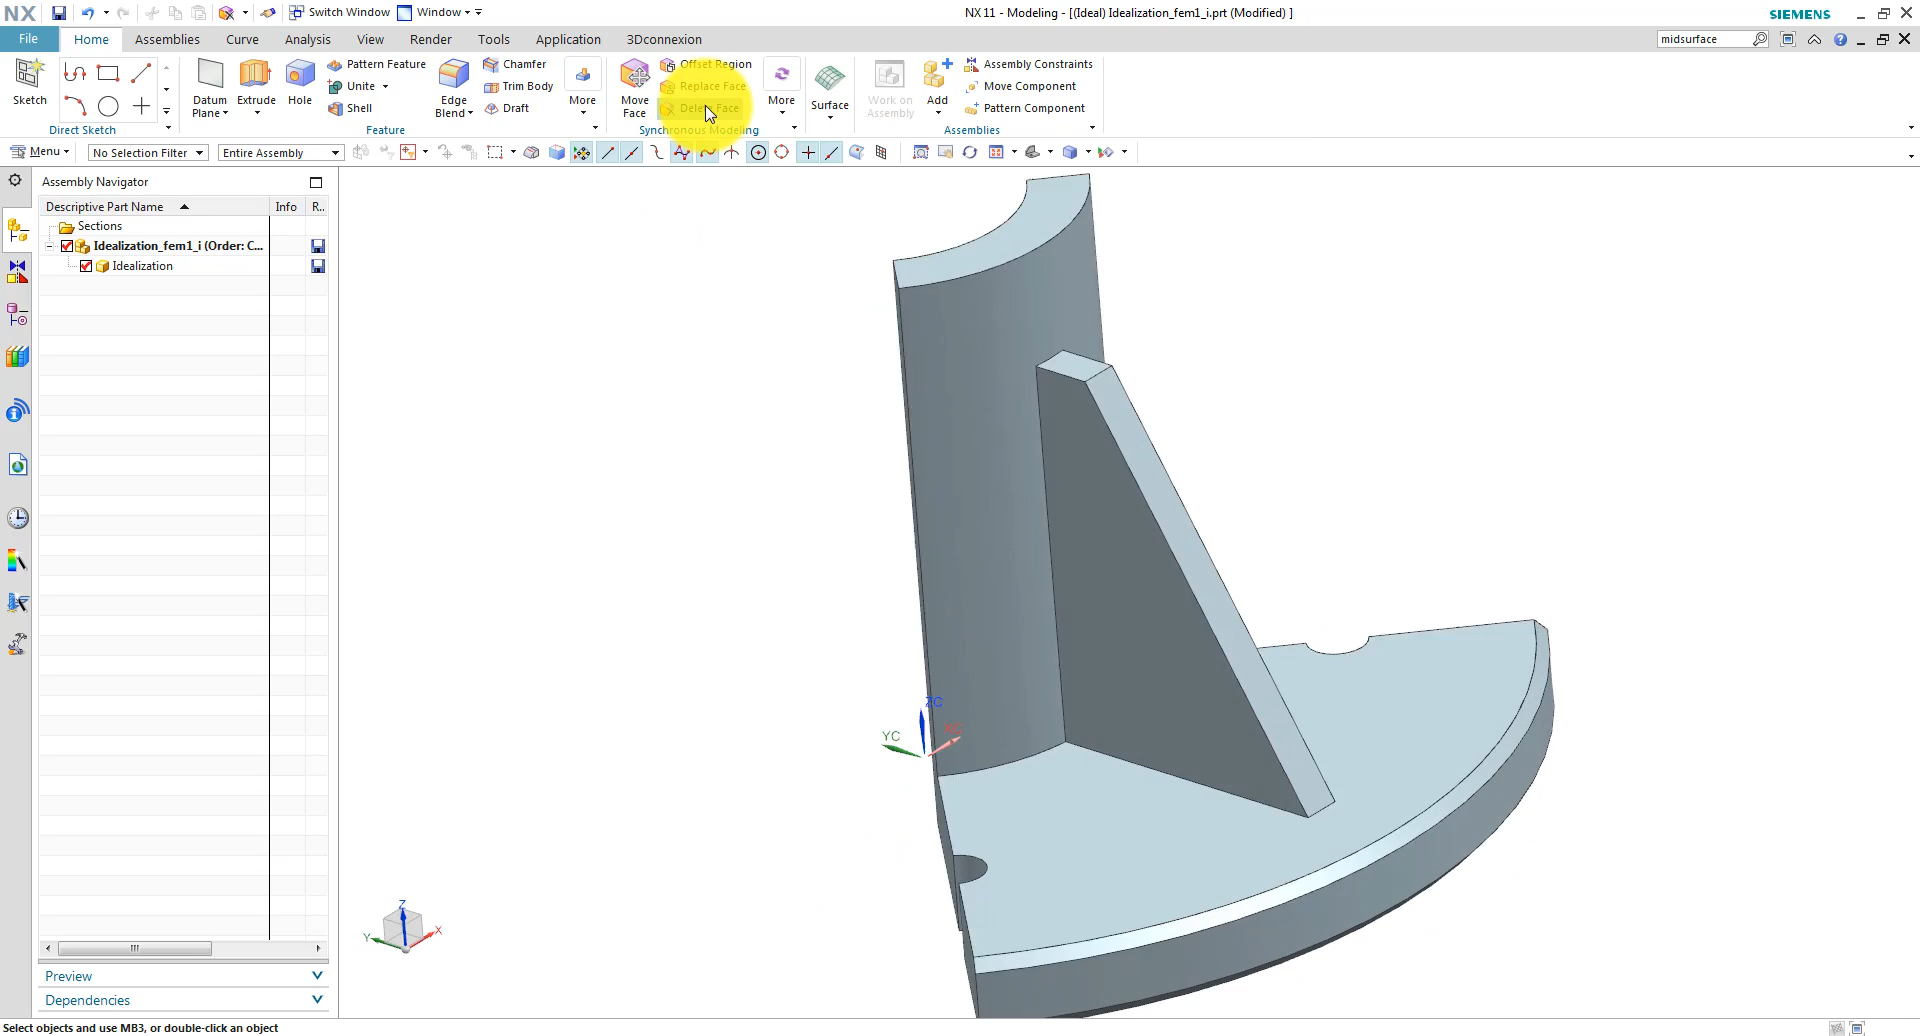 NX Switch Window Window NX 11 - Modeling - [(Ideal) Idealization_fem1_i.prt (Modified) ] SIEMENS
File Home Assemblies Curve Analysis View Render Tools Application 3Dconnexion midsurface
Pattern Feature Chamfer Offset Region Assembly Constraints
Unite Trim Body Replace Face Move Component
Shell Draft Delete Face Pattern Component
Sketch Datum Plane Extrude Hole Edge Blend More Move Face More Surface Work on Assembly Add
Direct Sketch Feature Synchronous Modeling Assemblies
Menu No Selection Filter Entire Assembly
Assembly Navigator
Descriptive Part Name Info R..
Sections
Idealization_fem1_i (Order: C...
Idealization
ZC
XC
YC
Z
Y X
Preview
Dependencies
Select objects and use MB3, or double-click an object